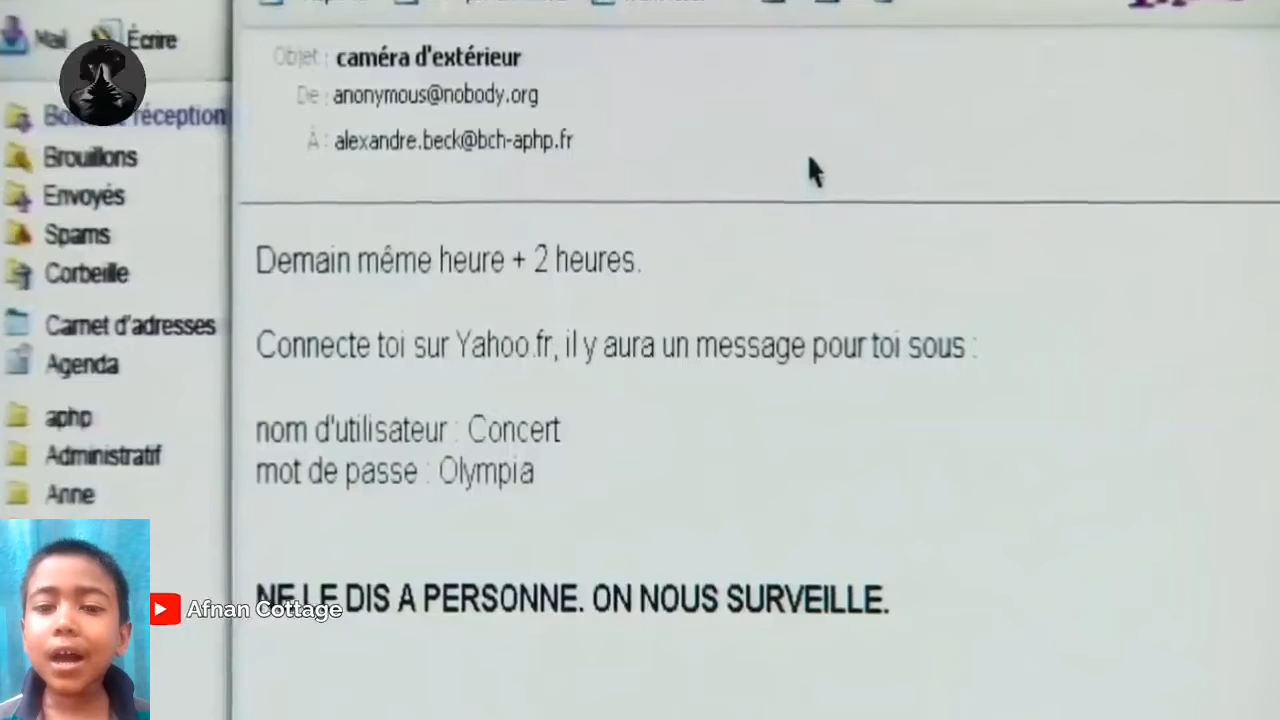 Mail
Écrire
Objet : caméra d'extérieur
De : anonymous@nobody.org
À : alexandre.beck@bch-aphp.fr
réception
Brouillons
Envoyés
Spams
Corbeille
Carnet d'adresses
Agenda
aphp
Administratif
Anne
Demain même heure + 2 heures.
Connecte toi sur Yahoo.fr, il y aura un message pour toi sous :
nom d'utilisateur : Concert
mot de passe : Olympia
NE LE DIS A PERSONNE. ON NOUS SURVEILLE.
Afnan Cottage